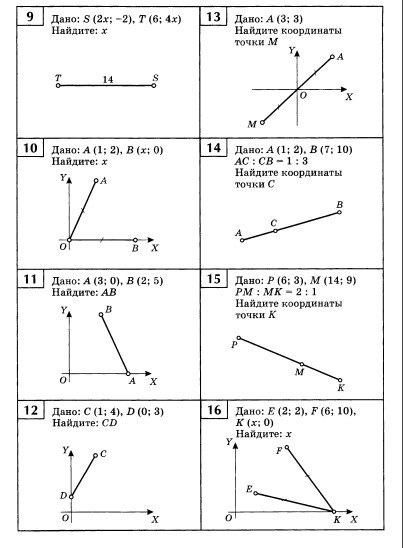 9
Дано: S (2x; −2), T (6; 4x)
Найдите: x
T 14 S
10
Дано: A (1; 2), B (x; 0)
Найдите: x
Y
A
O
B
X
11
Дано: A (3; 0), B (2; 5)
Найдите: AB
Y
B
O
A
X
12
Дано: C (1; 4), D (0; 3)
Найдите: CD
Y
C
D
O
X
13
Дано: A (3; 3)
Найдите координаты
точки M
Y
A
O
X
M
14
Дано: A (1; 2), B (7; 10)
AC : CB = 1 : 3
Найдите координаты
точки C
B
C
A
15
Дано: P (6; 3), M (14; 9)
PM : MK = 2 : 1
Найдите координаты
точки K
P
M
K
16
Дано: E (2; 2), F (6; 10),
K (x; 0)
Найдите: x
Y
F
E
O
K X